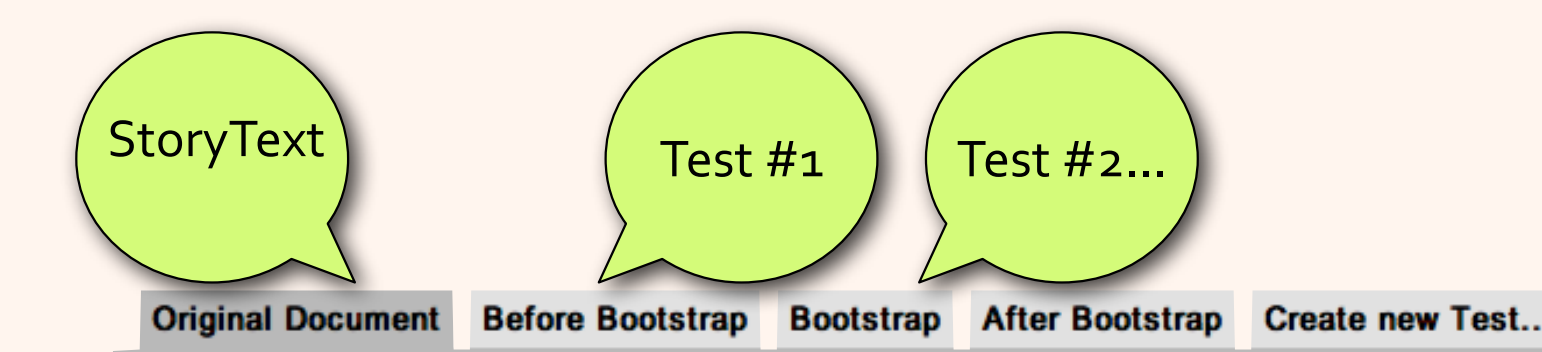 StoryText
Test #1
Test #2...
Original Document
Before Bootstrap
Bootstrap
After Bootstrap
Create new Test..